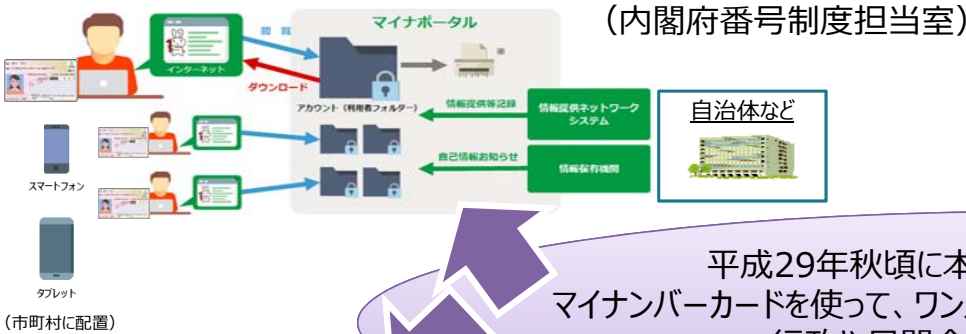 (内閣府番号制度担当室)
マイナポータル
閲覧
インターネット
ダウンロード
アカウント(利用者フォルダー)
情報提供等記録
情報提供ネットワーク
システム
自治体など
自己情報お知らせ
情報保有機関
スマートフォン
タブレット
(市町村に配置)
平成29年秋頃に本
マイナンバーカードを使って、ワン